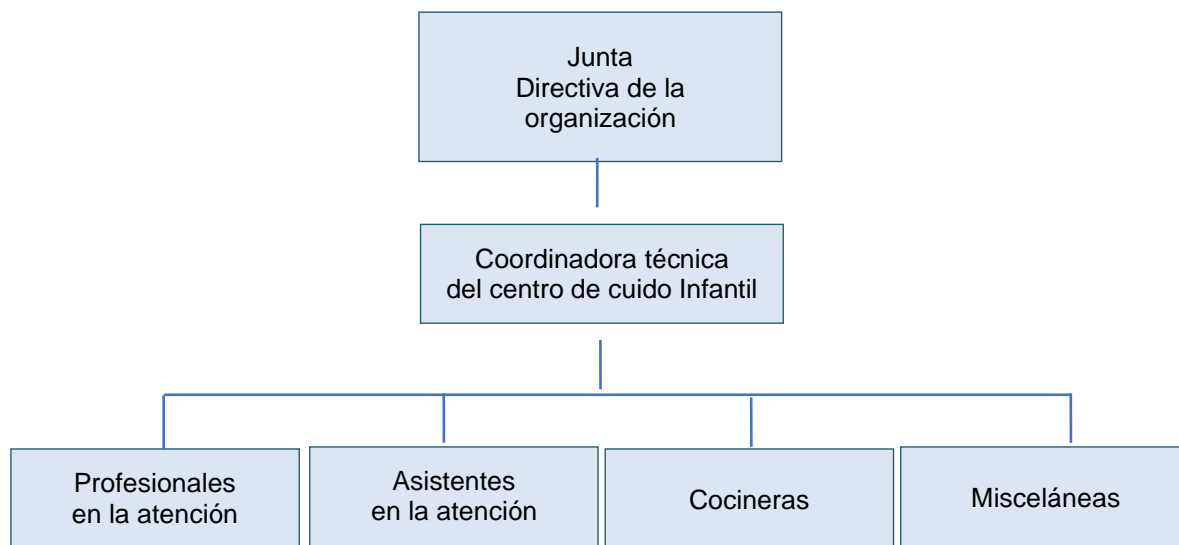 Junta
Directiva de la
organización
Coordinadora técnica
del centro de cuido Infantil
Profesionales
en la atención
Asistentes
en la atención
Cocineras
Misceláneas